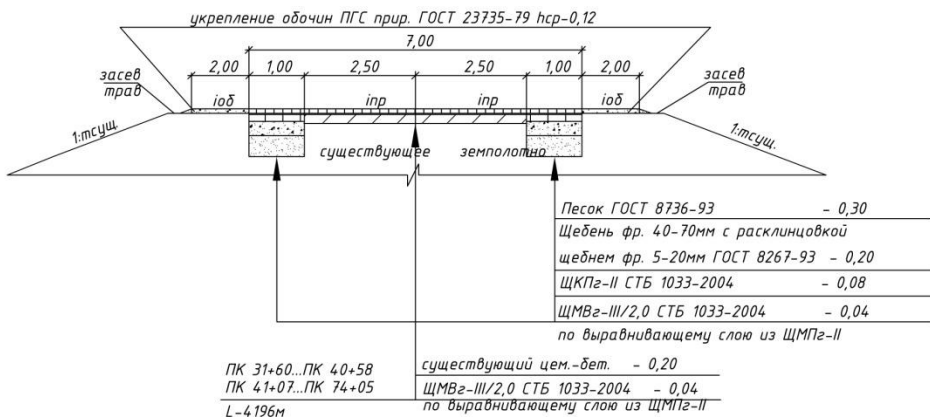 укрепление обочин ПГС прир. ГОСТ 23735-79 hср-0,12
7,00
2,00 1,00 2,50 2,50 1,00 2,00
засев трав
засев трав
iоб iпр iпр iоб
1:mсущ.
1:mсущ.
существующее земполотно
Песок ГОСТ 8736-93 - 0,30
Щебень фр. 40-70мм с расклинцовкой
щебнем фр. 5-20мм ГОСТ 8267-93 - 0,20
ЩКПг-II СТБ 1033-2004 - 0,08
ЩМВг-III/2,0 СТБ 1033-2004 - 0,04
по выравнивающему слою из ЩМПг-II
ПК 31+60...ПК 40+58
ПК 41+07...ПК 74+05
L-4196м
существующий цем.-бет. - 0,20
ЩМВг-III/2,0 СТБ 1033-2004 - 0,04
по выравнивающему слою из ЩМПг-II